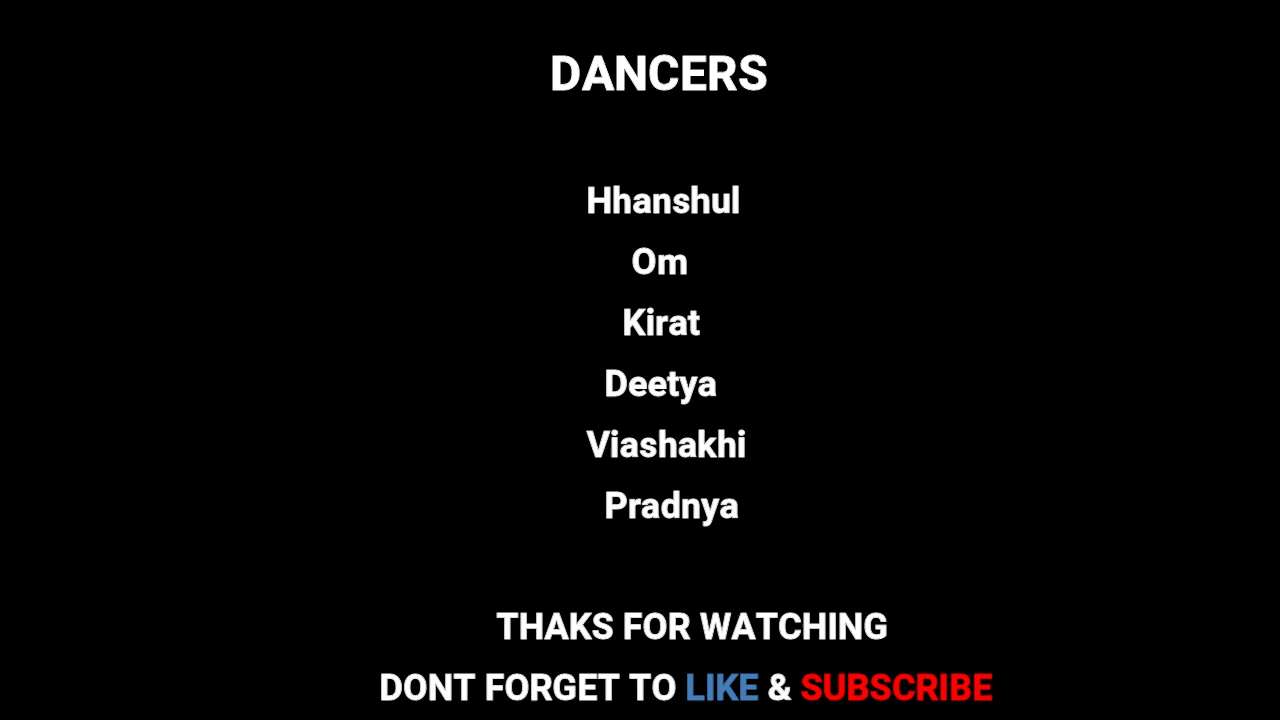 DANCERS
Hhanshul
Om
Kirat
Deetya
Viashakhi
Pradnya
THAKS FOR WATCHING
DONT FORGET TO LIKE & SUBSCRIBE